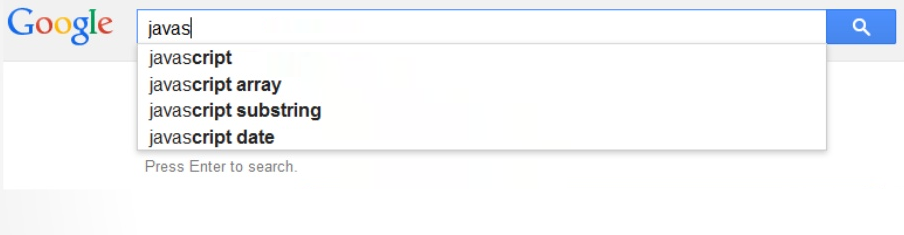 Google
javas
javascript
javascript array
javascript substring
javascript date
Press Enter to search.